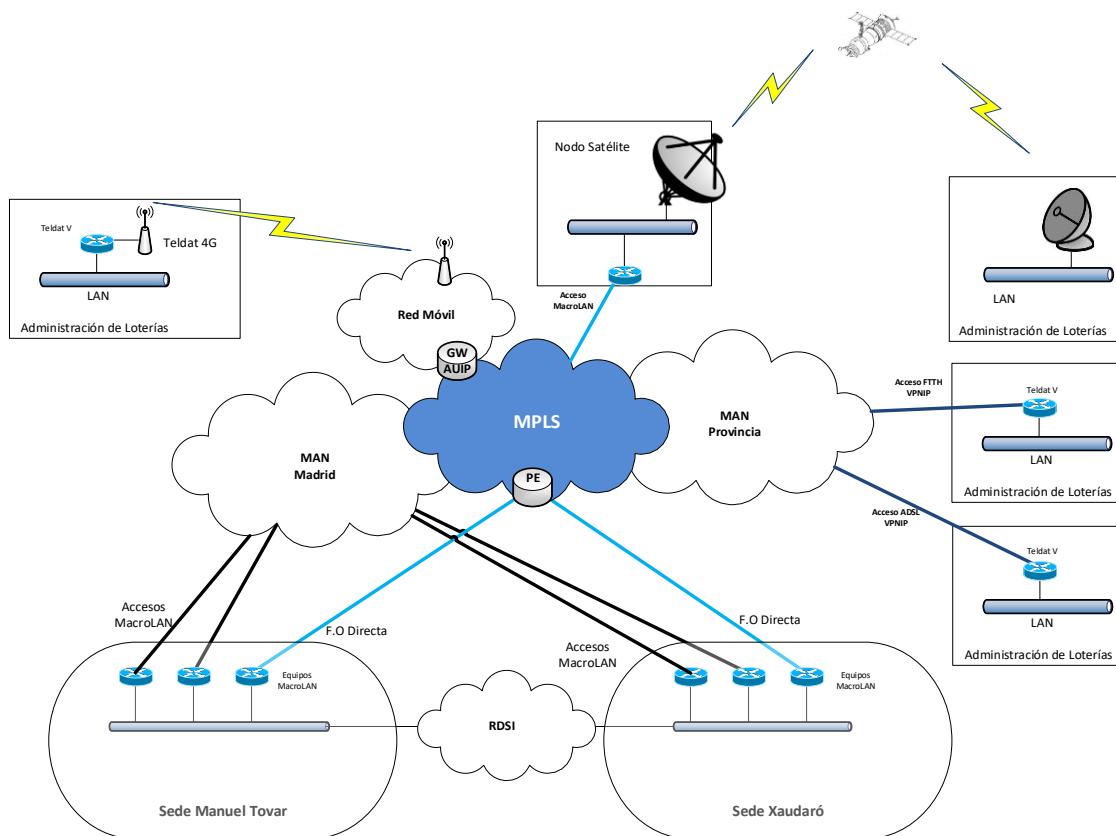 Nodo Satélite
Teldat V
Teldat 4G
LAN
Administración de Loterías
Acceso
MacroLAN
Red Móvil
GW
AUIP
LAN
Administración de Loterías
MPLS
MAN
Provincia
Acceso FTTH
VPNIP
Teldat V
LAN
Administración de Loterías
MAN
Madrid
PE
Acceso ADSL
VPNIP
Teldat V
LAN
Administración de Loterías
Accesos
MacroLAN
F.O Directa
F.O Directa
Accesos
MacroLAN
Equipos
MacroLAN
Equipos
MacroLAN
RDSI
Sede Manuel Tovar
Sede Xaudaró